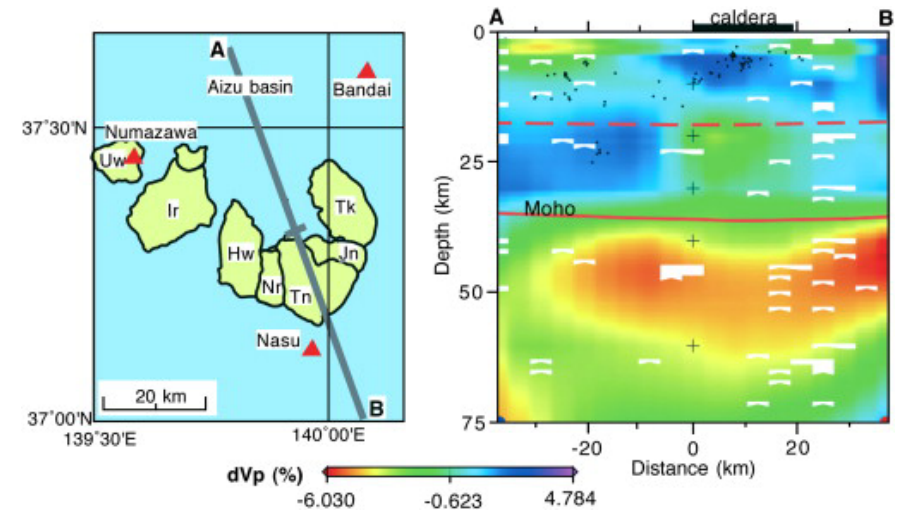 A
Aizu basin
Bandai
37°30'N
Numazawa
Uw
Ir
Tk
Hw
Jn
Nr
Tn
Nasu
20 km
B
37°00'N
139°30'E
140°00'E
A
caldera
B
0
25
Moho
Depth (km)
50
75
-20
0
20
Distance (km)
dVp (%)
-6.030
-0.623
4.784